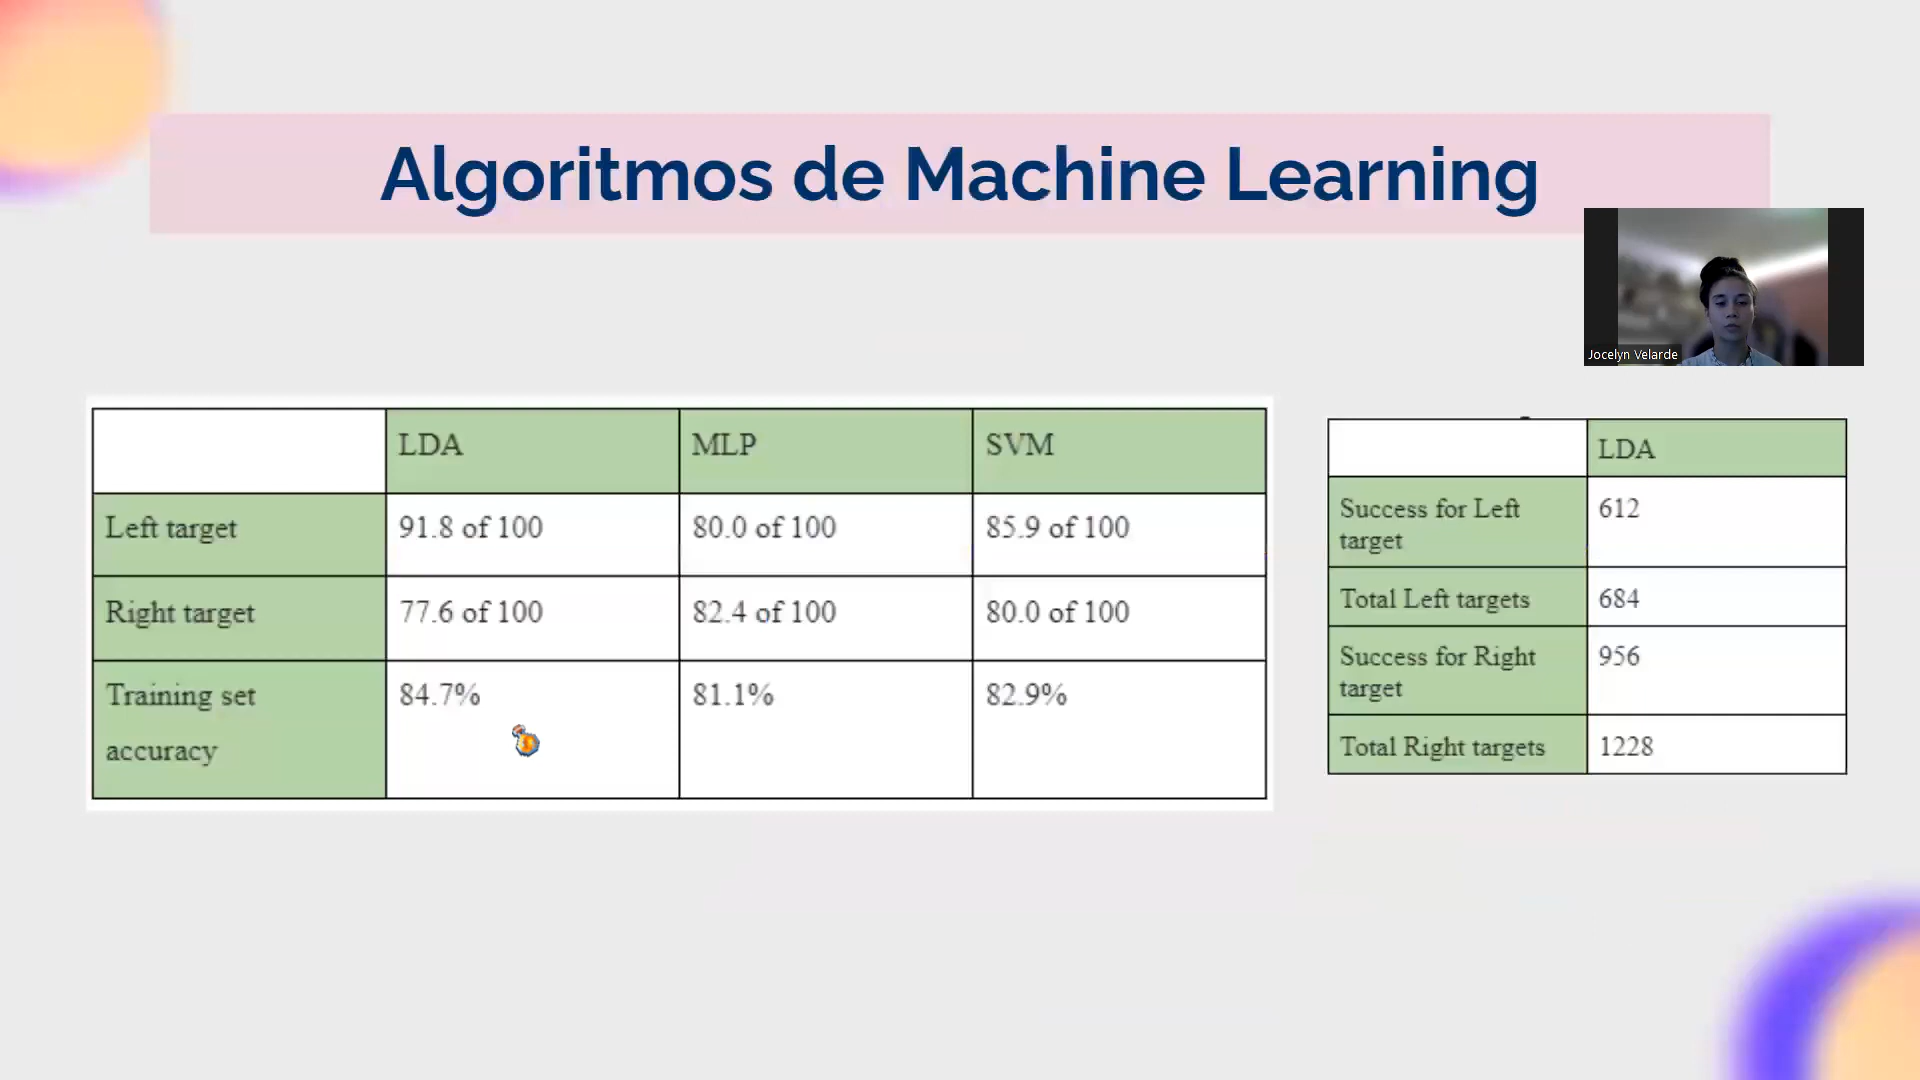 Algoritmos de Machine Learning
Jocelyn Velarde
LDA MLP SVM
Left target 91.8 of 100 80.0 of 100 85.9 of 100
Right target 77.6 of 100 82.4 of 100 80.0 of 100
Training set 84.7% 81.1% 82.9%
accuracy
LDA
Success for Left 612
target
Total Left targets 684
Success for Right 956
target
Total Right targets 1228